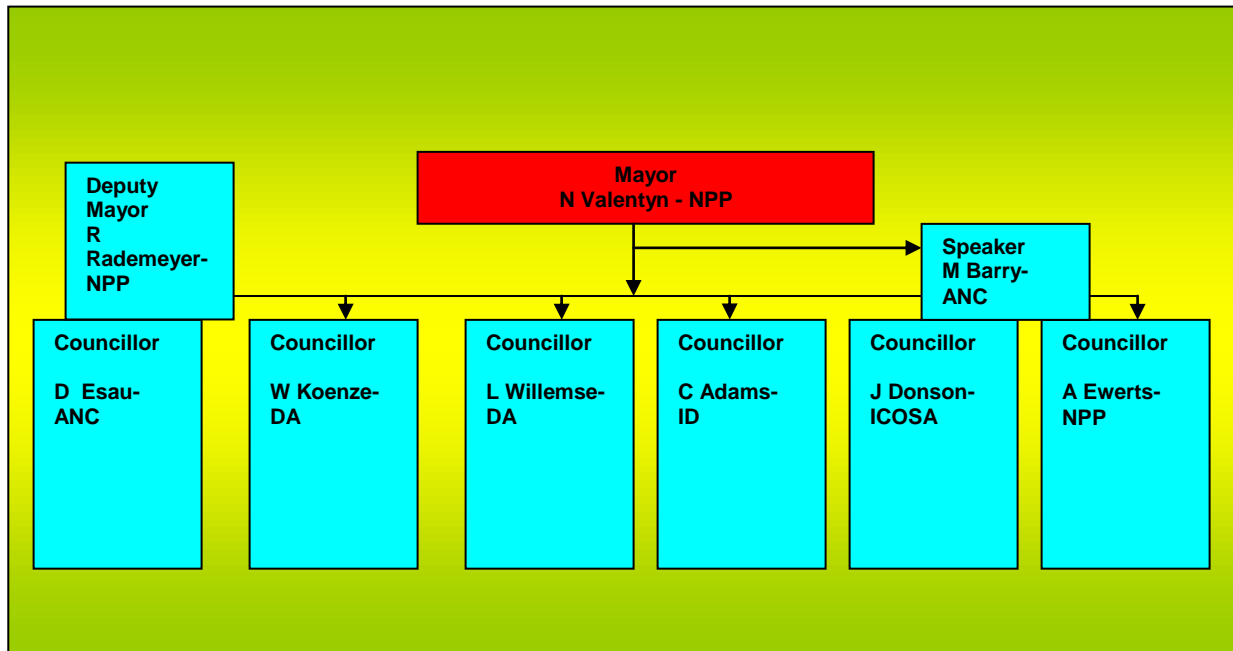 Mayor
N Valentyn - NPP
Deputy
Mayor
R
Rademeyer-
NPP
Speaker
M Barry-
ANC
Councillor
D  Esau-
ANC
Councillor
W Koenze-
DA
Councillor
L Willemse-
DA
Councillor
C Adams-
ID
Councillor
J Donson-
ICOSA
Councillor
A Ewerts-
NPP